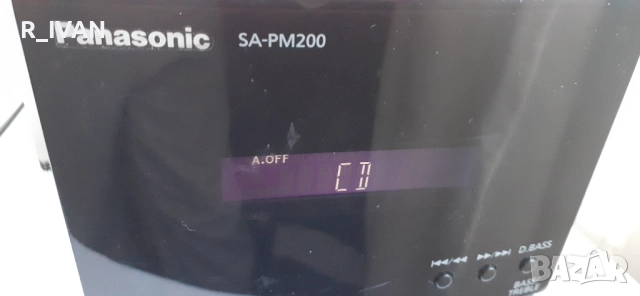 R_IVAN
Panasonic SA-PM200
A.OFF
CD
⏮/⏪ ⏩/⏭ D.BASS
BASS/
TREBLE
BAZAR